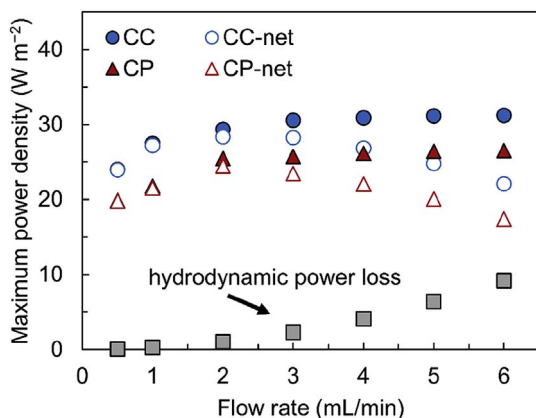 40
CC
CC-net
CP
CP-net
30
20
hydrodynamic power loss
10
0
0 1 2 3 4 5 6
Maximum power density (W m⁻²)
Flow rate (mL/min)